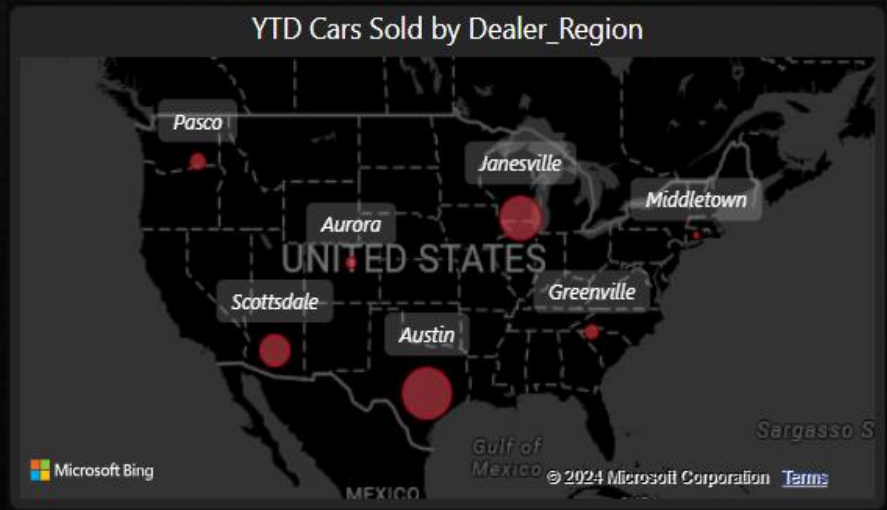 YTD Cars Sold by Dealer_Region
Pasco
Janesville
Middletown
Aurora
UNITED STATES
Scottsdale
Greenville
Austin
Sargasso S
Gulf of
Mexico
Microsoft Bing
© 2024 Microsoft Corporation Terms
MEXICO